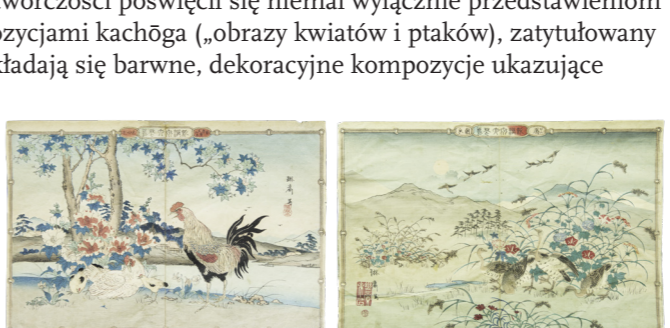 twórczości poświęcił się niemal wyłącznie przedstawieniom
ozycjami kachōga („obrazy kwiatów i ptaków), zatytułowany
kładają się barwne, dekoracyjne kompozycje ukazujące